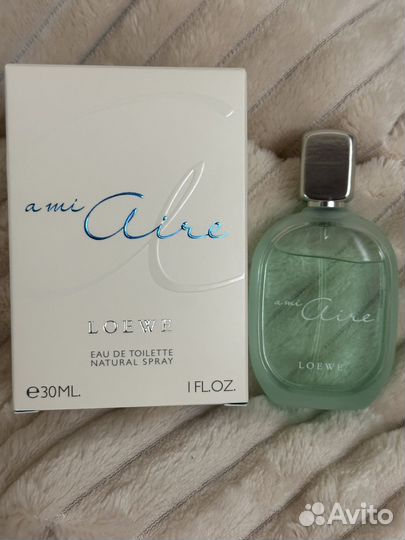 a mi Aire
LOEWE
EAU DE TOILETTE
NATURAL SPRAY
℮30ML. 1 FL.OZ.
a mi Aire
LOEWE
Avito